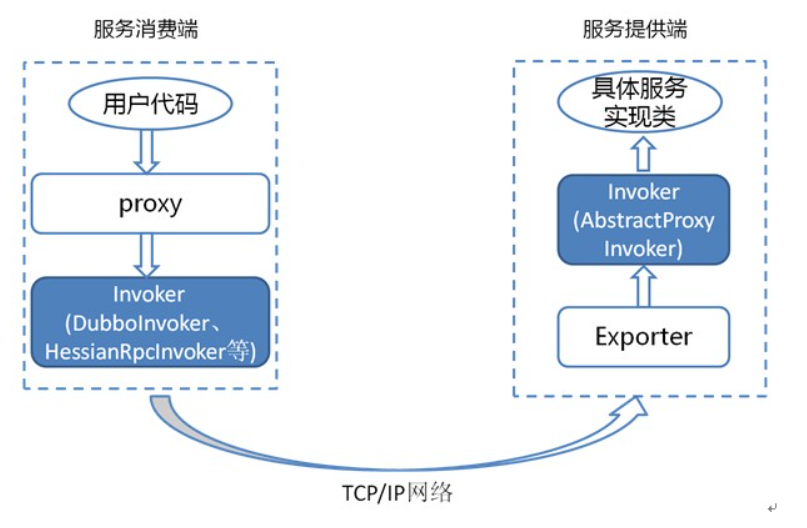 服务消费端
用户代码
proxy
Invoker
(DubboInvoker、
HessianRpcInvoker等)
服务提供端
具体服务
实现类
Invoker
(AbstractProxy
Invoker)
Exporter
TCP/IP网络